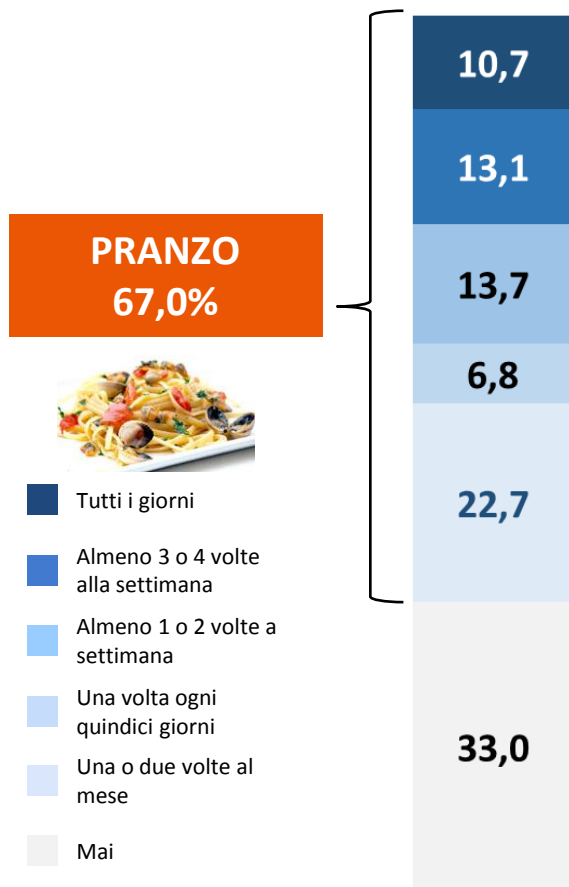 PRANZO
67,0%
Tutti i giorni
Almeno 3 o 4 volte
alla settimana
Almeno 1 o 2 volte a
settimana
Una volta ogni
quindici giorni
Una o due volte al
mese
Mai
10,7
13,1
13,7
6,8
22,7
33,0